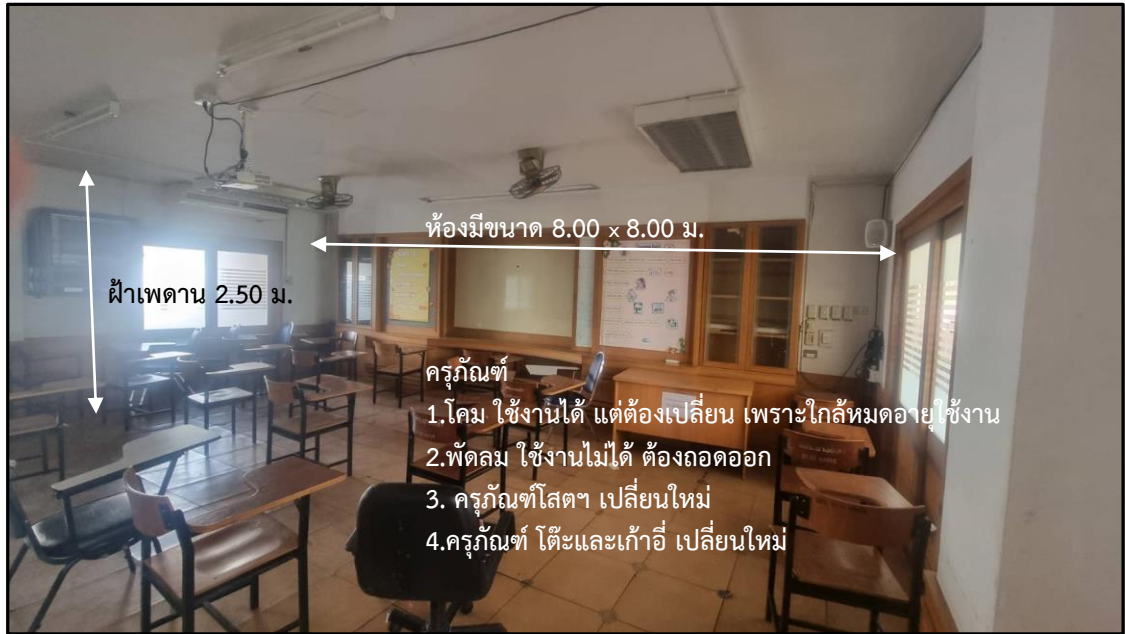 ห้องมีขนาด 8.00 x 8.00 ม.
ฝ้าเพดาน 2.50 ม.
ครุภัณฑ์
1.โคม ใช้งานได้ แต่ต้องเปลี่ยน เพราะใกล้หมดอายุใช้งาน
2.พัดลม ใช้งานไม่ได้ ต้องถอดออก
3. ครุภัณฑ์โสตฯ เปลี่ยนใหม่
4.ครุภัณฑ์ โต๊ะและเก้าอี้ เปลี่ยนใหม่